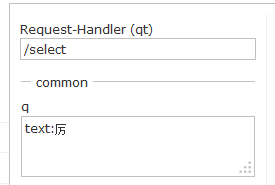 Request-Handler (qt)
/select
common
q
text:厉